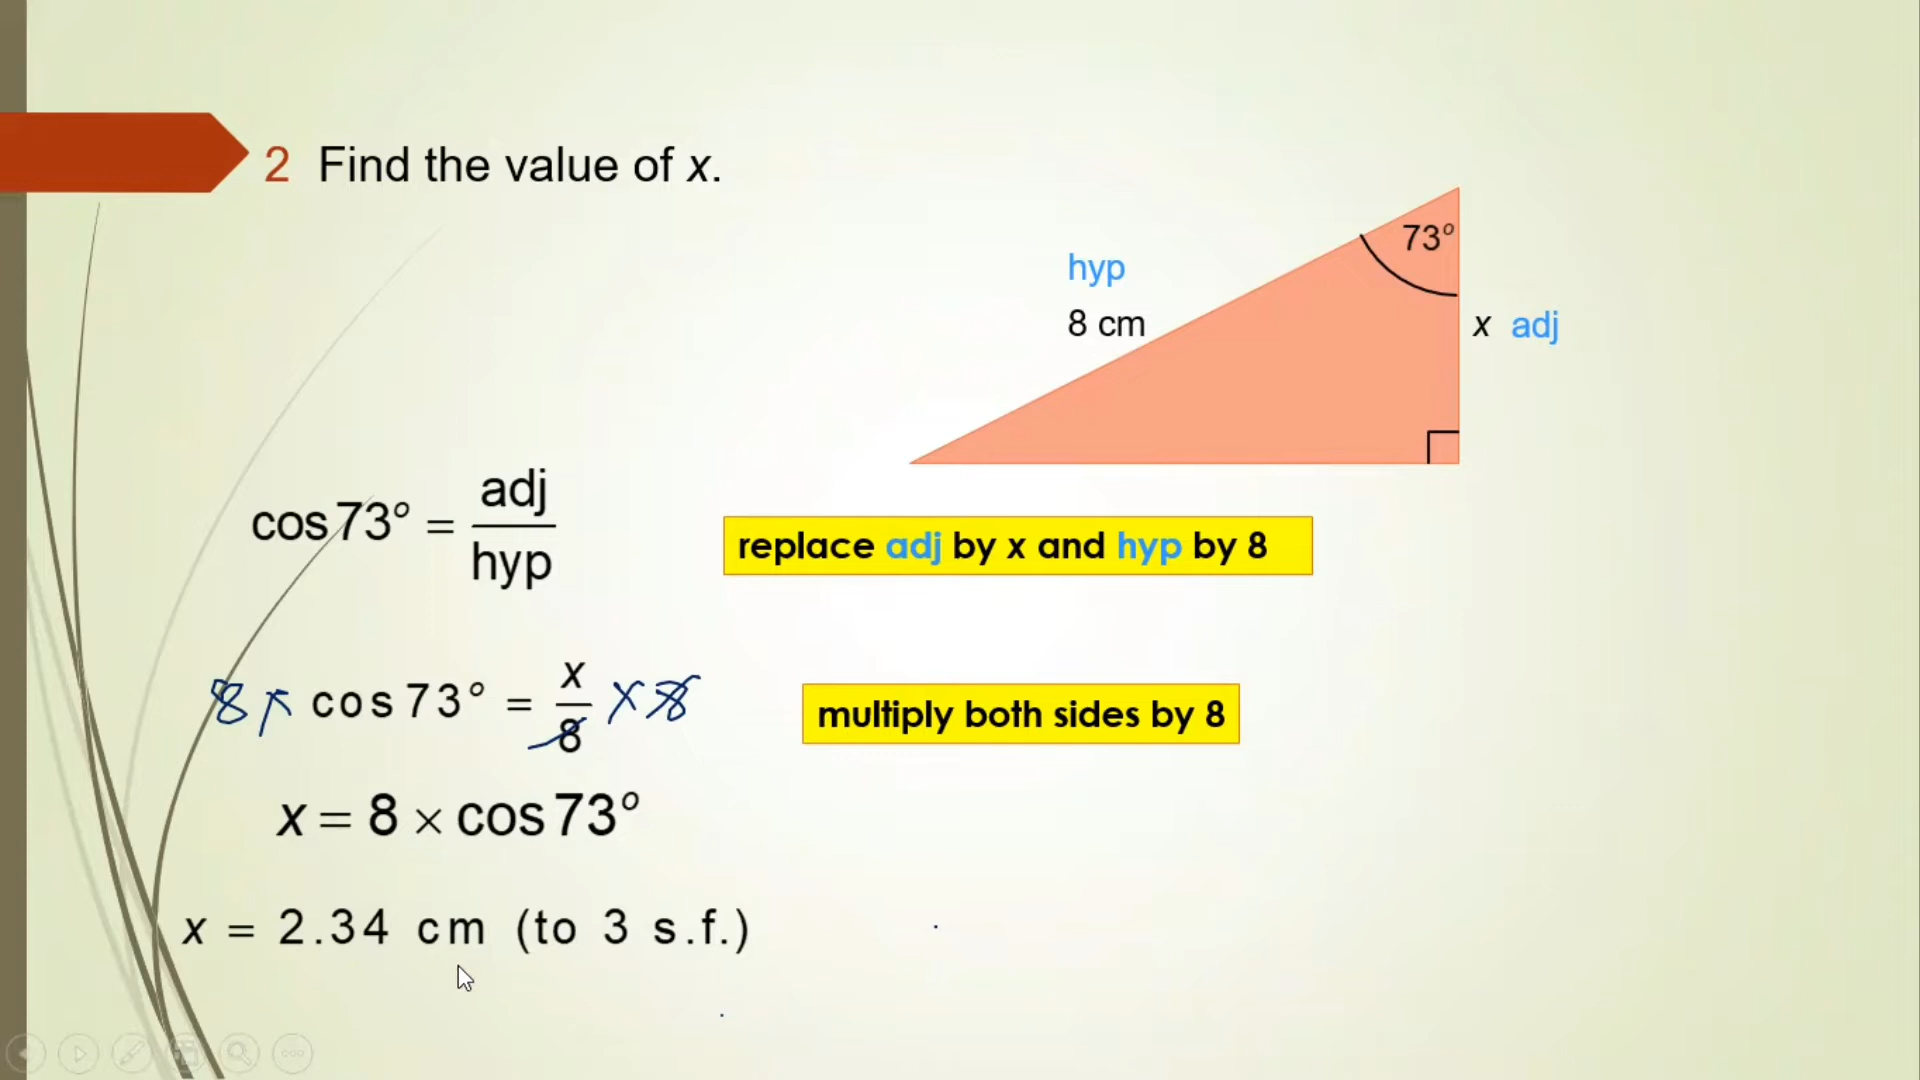 2 Find the value of x.
73°
hyp
8 cm
x adj
cos 73° = adj
hyp
replace adj by x and hyp by 8
8 × cos 73° = x × 8
8
multiply both sides by 8
x = 8 × cos 73°
x = 2.34 cm (to 3 s.f.)